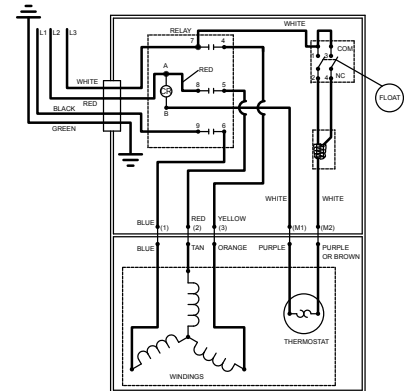 WHITE
L1 L2 L3
RELAY
7 4
COM
1 3
A
RED
WHITE
CR
8 5
2 4
NC
FLOAT
RED
BLACK
B
GREEN
9 6
WHITE
WHITE
BLUE
(1)
RED
(2)
YELLOW
(3)
(M1)
(M2)
BLUE
TAN
ORANGE
PURPLE
PURPLE
OR BROWN
THERMOSTAT
WINDINGS